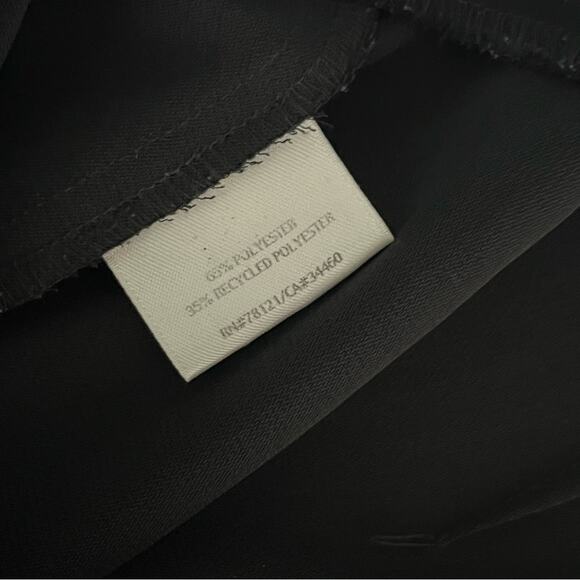 65% POLYESTER
35% RECYCLED POLYESTER
RN#78121/CA#34460